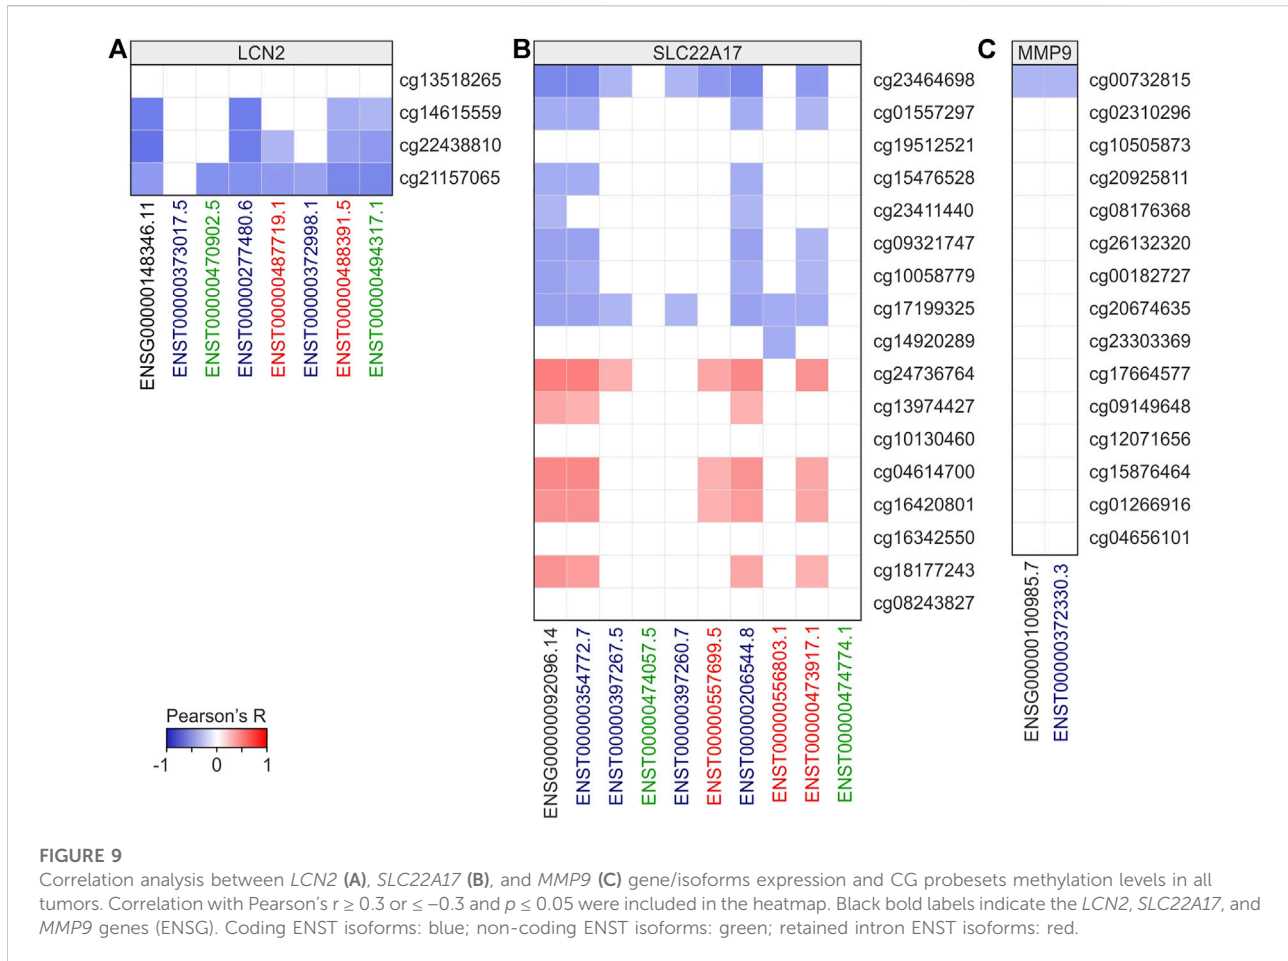 A
LCN2
cg13518265
cg14615559
cg22438810
cg21157065
ENSG00000148346.11
ENST00000373017.5
ENST00000470902.5
ENST00000277480.6
ENST00000487719.1
ENST00000372998.1
ENST00000488391.5
ENST00000494317.1
B
SLC22A17
cg23464698
cg01557297
cg19512521
cg15476528
cg23411440
cg09321747
cg10058779
cg17199325
cg14920289
cg24736764
cg13974427
cg10130460
cg04614700
cg16420801
cg16342550
cg18177243
cg08243827
ENSG00000092096.14
ENST00000354772.7
ENST00000397267.5
ENST00000474057.5
ENST00000397260.7
ENST00000557699.5
ENST00000206544.8
ENST00000556803.1
ENST00000473917.1
ENST00000474774.1
C
MMP9
cg00732815
cg02310296
cg10505873
cg20925811
cg08176368
cg26132320
cg00182727
cg20674635
cg23303369
cg17664577
cg09149648
cg12071656
cg15876464
cg01266916
cg04656101
ENSG00000100985.7
ENST00000372330.3
Pearson's R
-1 0 1
FIGURE 9
Correlation analysis between LCN2 (A), SLC22A17 (B), and MMP9 (C) gene/isoforms expression and CG probesets methylation levels in all
tumors. Correlation with Pearson's r ≥ 0.3 or ≤ −0.3 and p ≤ 0.05 were included in the heatmap. Black bold labels indicate the LCN2, SLC22A17, and
MMP9 genes (ENSG). Coding ENST isoforms: blue; non-coding ENST isoforms: green; retained intron ENST isoforms: red.